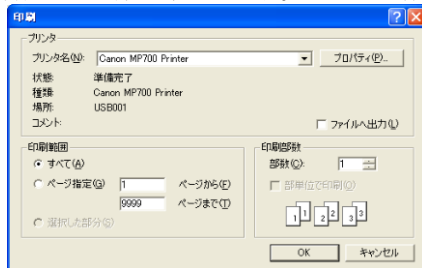 印刷
プリンタ
プリンタ名(N): Canon MP700 Printer プロパティ(P)...
状態: 準備完了
種類: Canon MP700 Printer
場所: USB001
コメント: ファイルへ出力(L)
印刷範囲
すべて(A)
ページ指定(G) 1 ページから(F)
9999 ページまで(T)
選択した部分(S)
印刷部数
部数(C): 1
部単位で印刷(O)
1 1 2 2 3 3
OK キャンセル